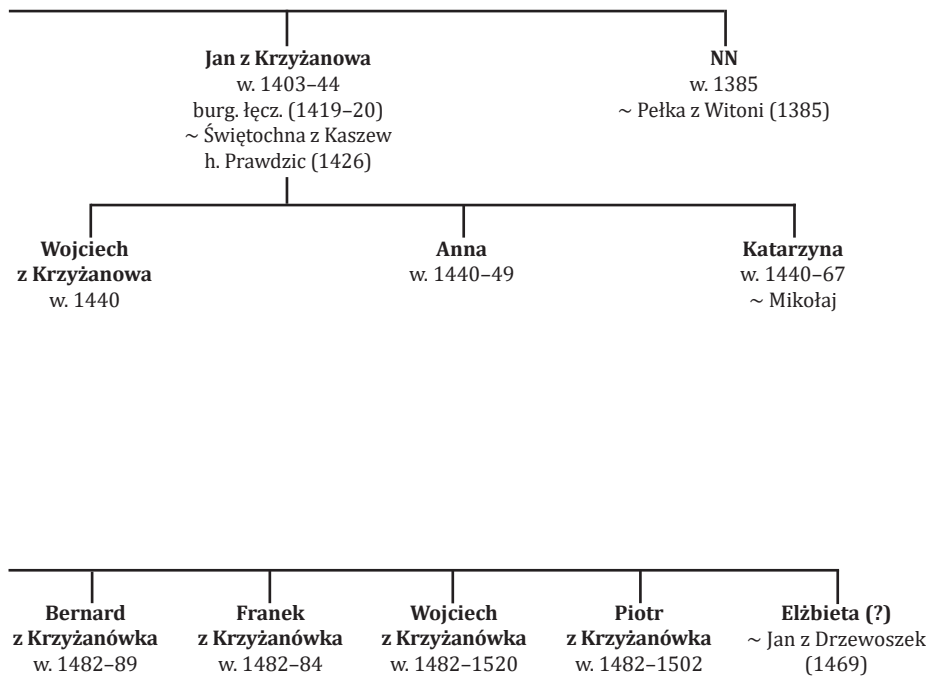 Jan z Krzyżanowa
w. 1403–44
burg. łęcz. (1419–20)
~ Świętochna z Kaszew
h. Prawdzic (1426)
NN
w. 1385
~ Pełka z Witoni (1385)
Wojciech
z Krzyżanowa
w. 1440
Anna
w. 1440–49
Katarzyna
w. 1440–67
~ Mikołaj
Bernard
z Krzyżanówka
w. 1482–89
Franek
z Krzyżanówka
w. 1482–84
Wojciech
z Krzyżanówka
w. 1482–1520
Piotr
z Krzyżanówka
w. 1482–1502
Elżbieta (?)
~ Jan z Drzewoszek
(1469)